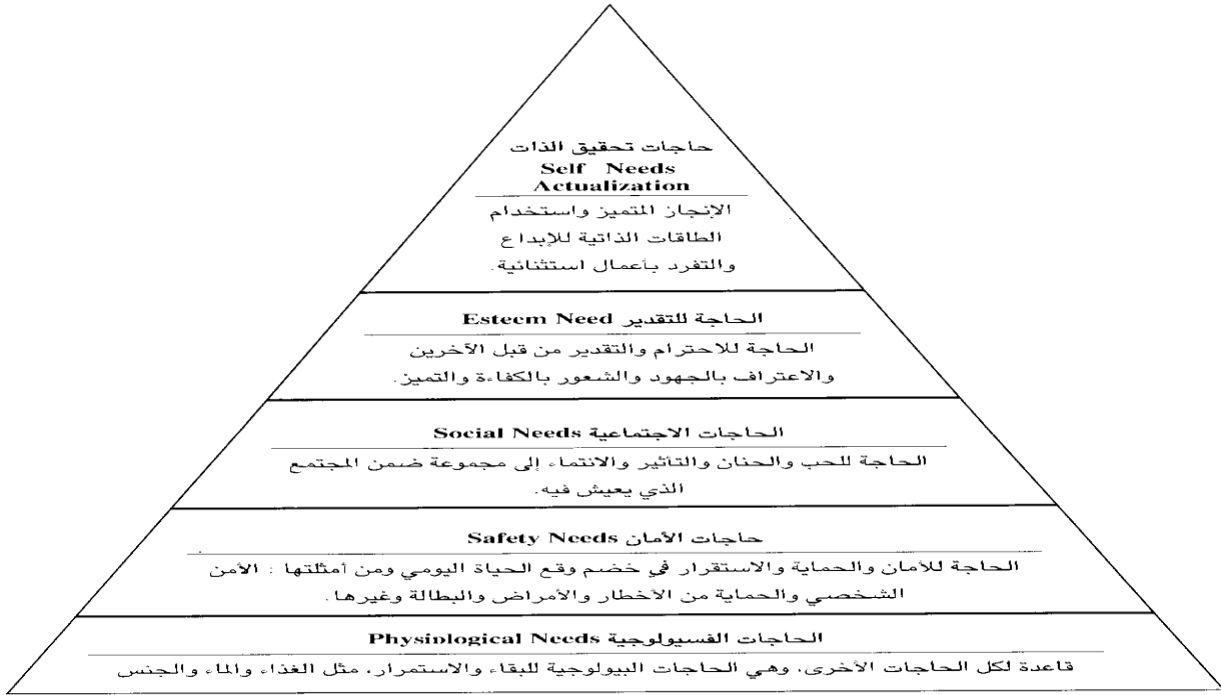 حاجات تحقيق الذات
Self Needs
Actualization
الإنجاز المتميز واستخدام
الطاقات الذاتية للإبداع
والتفرد بأعمال استثنائية.
الحاجة للتقدير Esteem Need
الحاجة للاحترام والتقدير من قبل الآخرين
والاعتراف بالجهود والشعور بالكفاءة والتميز.
الحاجات الاجتماعية Social Needs
الحاجة للحب والحنان والتأثير والانتماء إلى مجموعة ضمن المجتمع
الذي يعيش فيه.
حاجات الأمان Safety Needs
الحاجة للأمان والحماية والاستقرار في خضم وقع الحياة اليومي ومن أمثلتها : الأمن
الشخصي والحماية من الأخطار والأمراض والبطالة وغيرها.
الحاجات الفسيولوجية Physiological Needs
قاعدة لكل الحاجات الأخرى، وهي الحاجات البيولوجية للبقاء والاستمرار، مثل الغذاء والماء والجنس